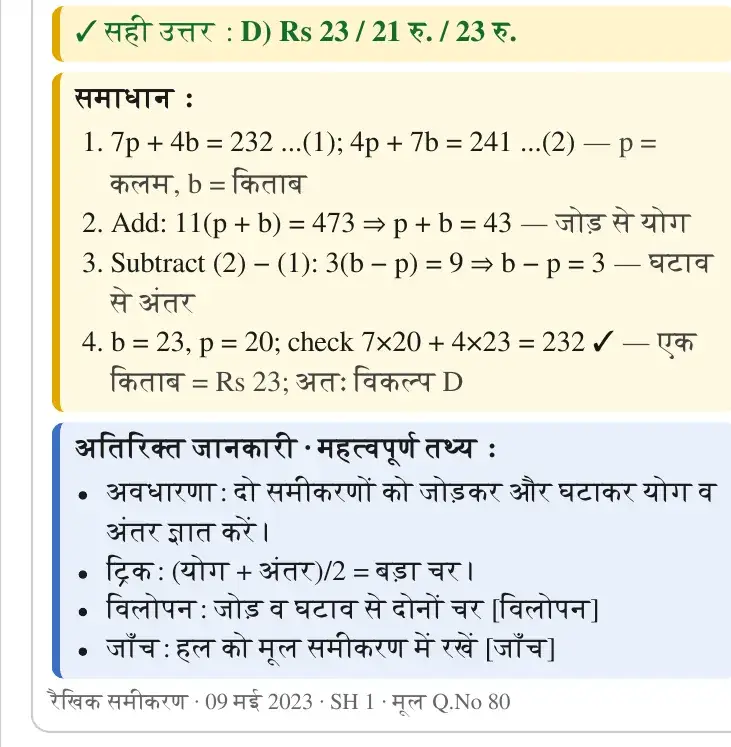 ✓ सही उत्तर : D) Rs 23 / 21 रु. / 23 रु.
समाधान :
1. 7p + 4b = 232 ...(1); 4p + 7b = 241 ...(2) — p =
कलम, b = किताब
2. Add: 11(p + b) = 473 ⇒ p + b = 43 — जोड़ से योग
3. Subtract (2) − (1): 3(b − p) = 9 ⇒ b − p = 3 — घटाव
से अंतर
4. b = 23, p = 20; check 7×20 + 4×23 = 232 ✓ — एक
किताब = Rs 23; अतः विकल्प D
अतिरिक्त जानकारी · महत्वपूर्ण तथ्य :
• अवधारणा : दो समीकरणों को जोड़कर और घटाकर योग व
अंतर ज्ञात करें।
• ट्रिक : (योग + अंतर)/2 = बड़ा चर।
• विलोपन : जोड़ व घटाव से दोनों चर [विलोपन]
• जाँच : हल को मूल समीकरण में रखें [जाँच]
रैखिक समीकरण · 09 मई 2023 · SH 1 · मूल Q.No 80